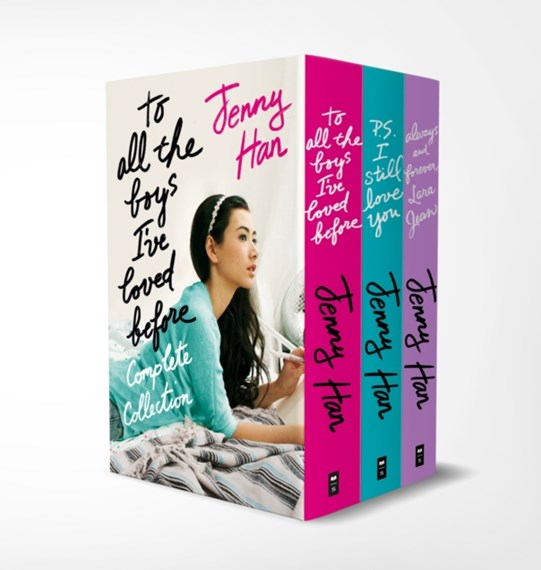 to
all the
boys
I've
loved
before
Jenny
Han
Complete
Collection
to
all the
boys
I've
loved
before
Jenny Han
P.S.
I
still
love
you
Jenny Han
always
and
forever,
Lara
Jean
Jenny Han